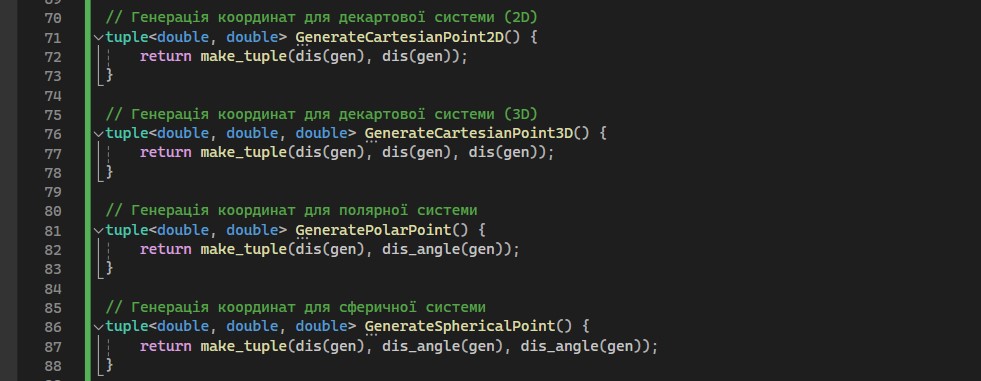 70 // Генерація координат для декартової системи (2D)
71 tuple<double, double> GenerateCartesianPoint2D() {
72 return make_tuple(dis(gen), dis(gen));
73 }
74
75 // Генерація координат для декартової системи (3D)
76 tuple<double, double, double> GenerateCartesianPoint3D() {
77 return make_tuple(dis(gen), dis(gen), dis(gen));
78 }
79
80 // Генерація координат для полярної системи
81 tuple<double, double> GeneratePolarPoint() {
82 return make_tuple(dis(gen), dis_angle(gen));
83 }
84
85 // Генерація координат для сферичної системи
86 tuple<double, double, double> GenerateSphericalPoint() {
87 return make_tuple(dis(gen), dis_angle(gen), dis_angle(gen));
88 }